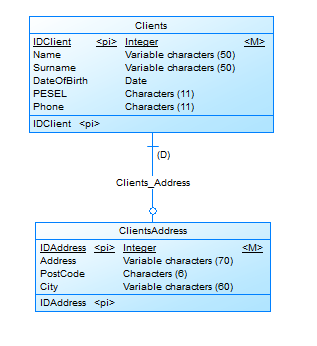 Clients
IDClient <pi> Integer <M>
Name Variable characters (50)
Surname Variable characters (50)
DateOfBirth Date
PESEL Characters (11)
Phone Characters (11)
IDClient <pi>
(D)
Clients_Address
ClientsAddress
IDAddress <pi> Integer <M>
Address Variable characters (70)
PostCode Characters (6)
City Variable characters (60)
IDAddress <pi>